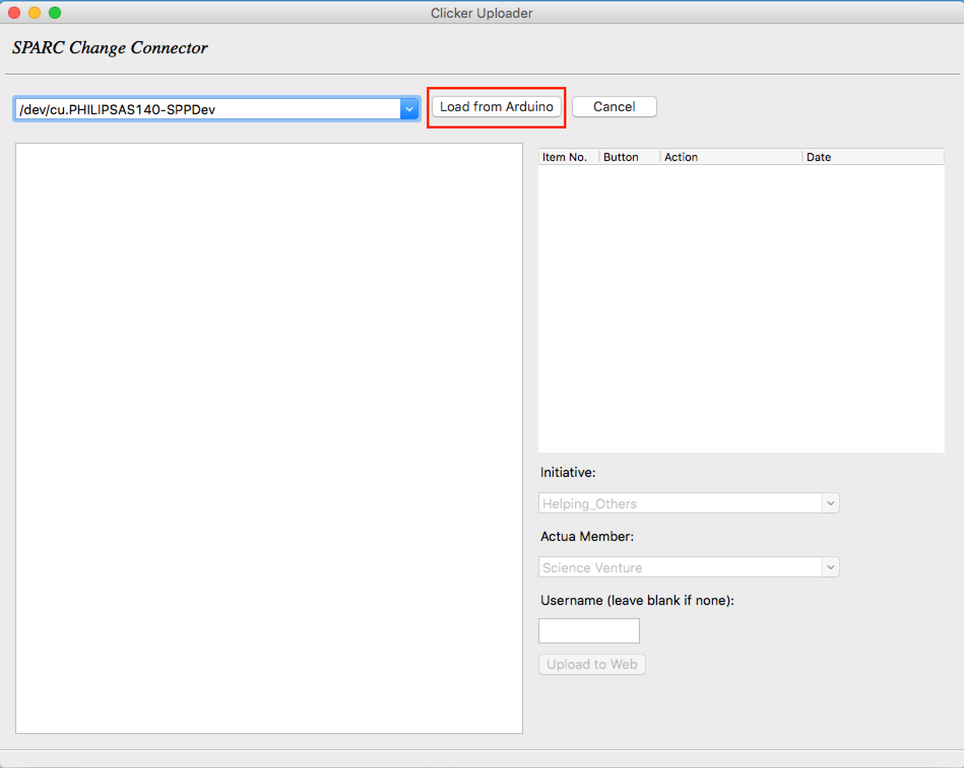 Clicker Uploader
SPARC Change Connector
/dev/cu.PHILIPSAS140-SPPDev
Load from Arduino
Cancel
Item No. Button Action Date
Initiative:
Helping_Others
Actua Member:
Science Venture
Username (leave blank if none):
Upload to Web